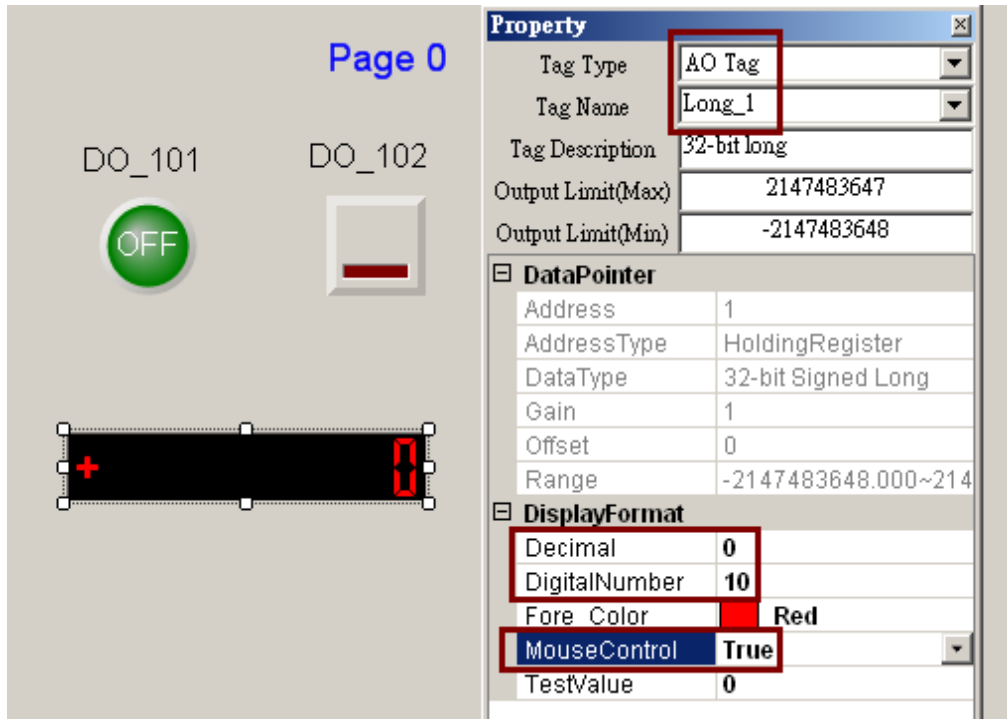 Page 0
DO_101 DO_102
OFF
+ 0
Property
Tag Type AO Tag
Tag Name Long_1
Tag Description 32-bit long
Output Limit(Max) 2147483647
Output Limit(Min) -2147483648
DataPointer
Address 1
AddressType HoldingRegister
DataType 32-bit Signed Long
Gain 1
Offset 0
Range -2147483648.000~214
DisplayFormat
Decimal 0
DigitalNumber 10
Fore_Color Red
MouseControl True
TestValue 0